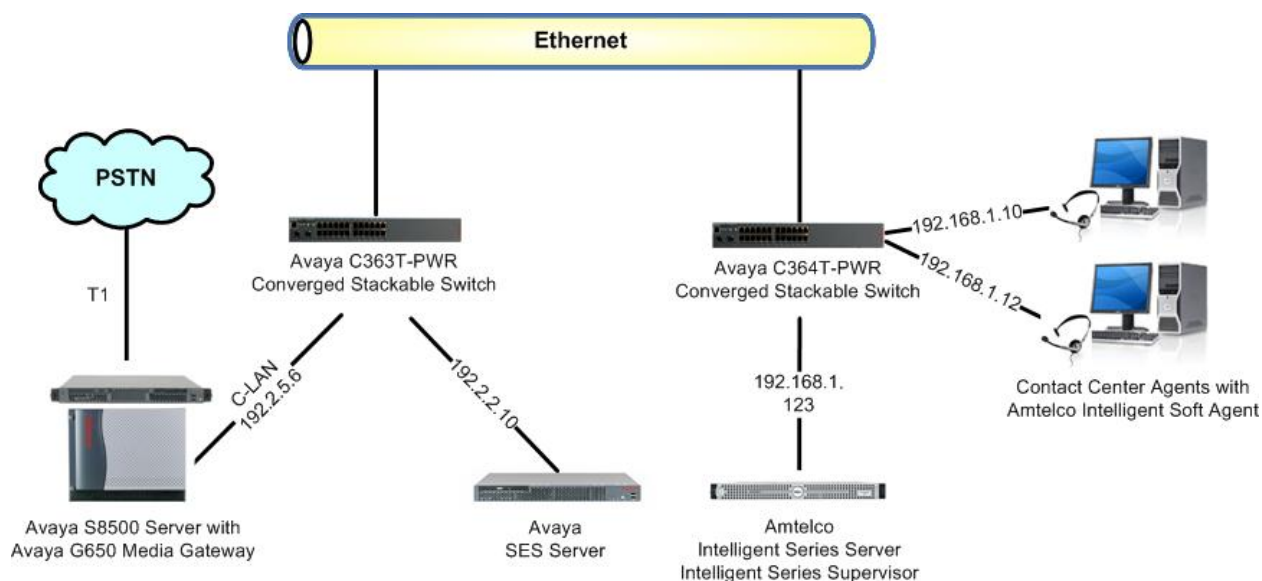 Ethernet
PSTN
T1
Avaya C363T-PWR
Converged Stackable Switch
Avaya C364T-PWR
Converged Stackable Switch
192.168.1.10
192.168.1.12
C-LAN
192.2.5.6
192.2.2.10
192.168.1.
123
Contact Center Agents with
Amtelco Intelligent Soft Agent
Avaya S8500 Server with
Avaya G650 Media Gateway
Avaya
SES Server
Amtelco
Intelligent Series Server
Intelligent Series Supervisor